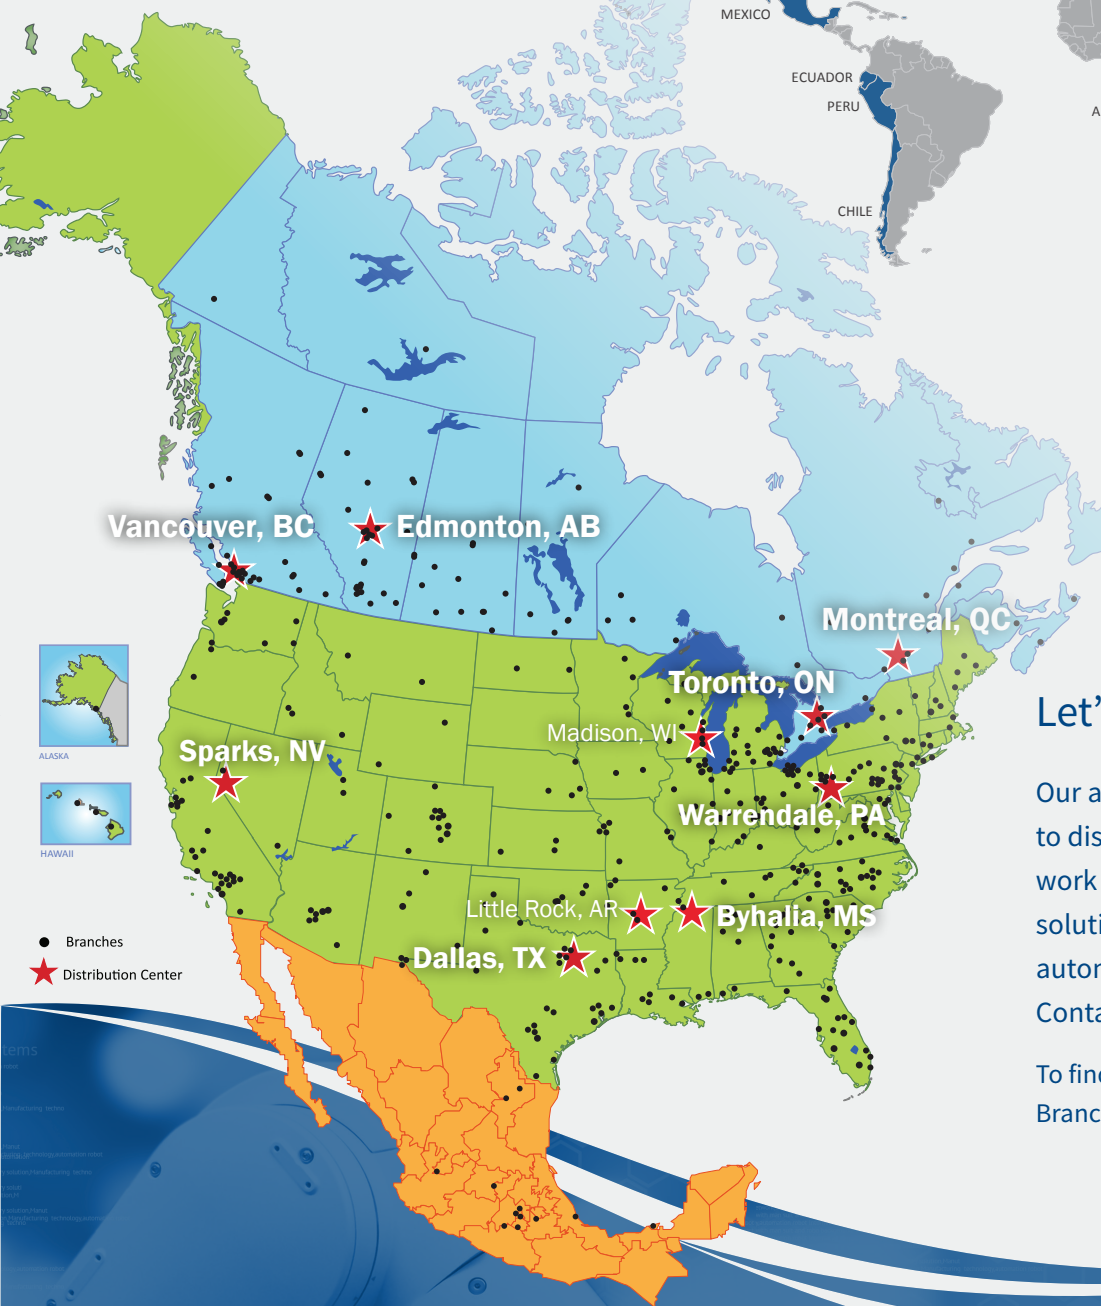 MEXICO
ECUADOR
PERU
A
CHILE
Vancouver, BC
Edmonton, AB
Montreal, QC
Toronto, ON
Madison, WI
Sparks, NV
Warrendale, PA
Little Rock, AR
Byhalia, MS
Dallas, TX
ALASKA
HAWAII
Branches
Distribution Center
Let’
Our a
to dis
work
soluti
autor
Conta
To find
Branc
tems